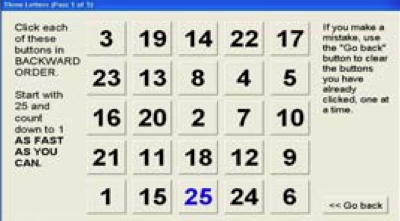 Three Letters (Pass 1 of 5)
Click each
of these
buttons in
BACKWARD
ORDER.
Start with
25 and
count
down to 1
AS FAST
AS YOU
CAN.
3 19 14 22 17
23 13 8 4 5
16 20 2 7 10
21 11 18 12 9
1 15 25 24 6
If you make a
mistake, use
the "Go back"
button to clear
the buttons
you have
already
clicked, one at
a time.
<< Go back